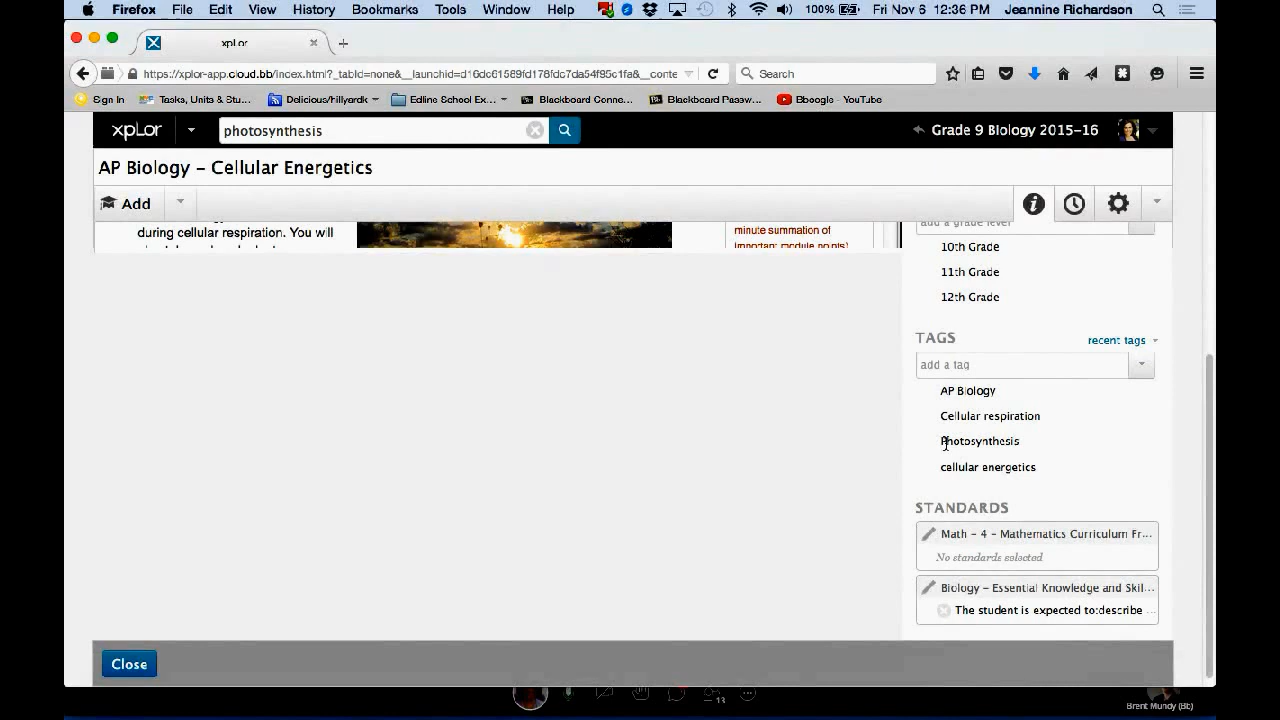 Firefox File Edit View History Bookmarks Tools Window Help 100% Fri Nov 6 12:36 PM Jeannine Richardson
xpLor
https://xplor-app.cloud.bb/index.html?_tabId=none&__launchid=d16dc61589fd178fdc7da54f95c1fa&__conte Search
Sign In Tasks, Units & Stu... Delicious/hillyardk Edline School Ex... Blackboard Conne... Blackboard Passw... Bboogle - YouTube
xpLor photosynthesis Grade 9 Biology 2015-16
AP Biology – Cellular Energetics
Add
during cellular respiration. You will
minute summation of
important module points)
add a grade level
10th Grade
11th Grade
12th Grade
TAGS recent tags
add a tag
AP Biology
Cellular respiration
Photosynthesis
cellular energetics
STANDARDS
Math – 4 – Mathematics Curriculum Fr...
No standards selected
Biology – Essential Knowledge and Skil...
The student is expected to:describe ...
Close
13
Brent Mundy (Bb)